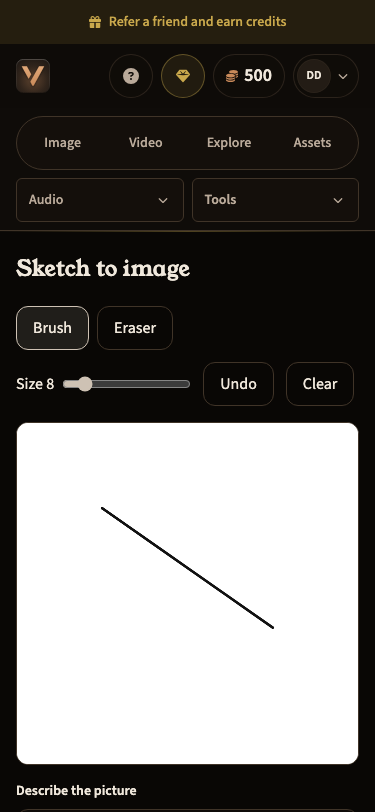 Refer a friend and earn credits
500
DD
Image Video Explore Assets
Audio Tools
Sketch to image
Brush Eraser
Size 8 Undo Clear
Describe the picture